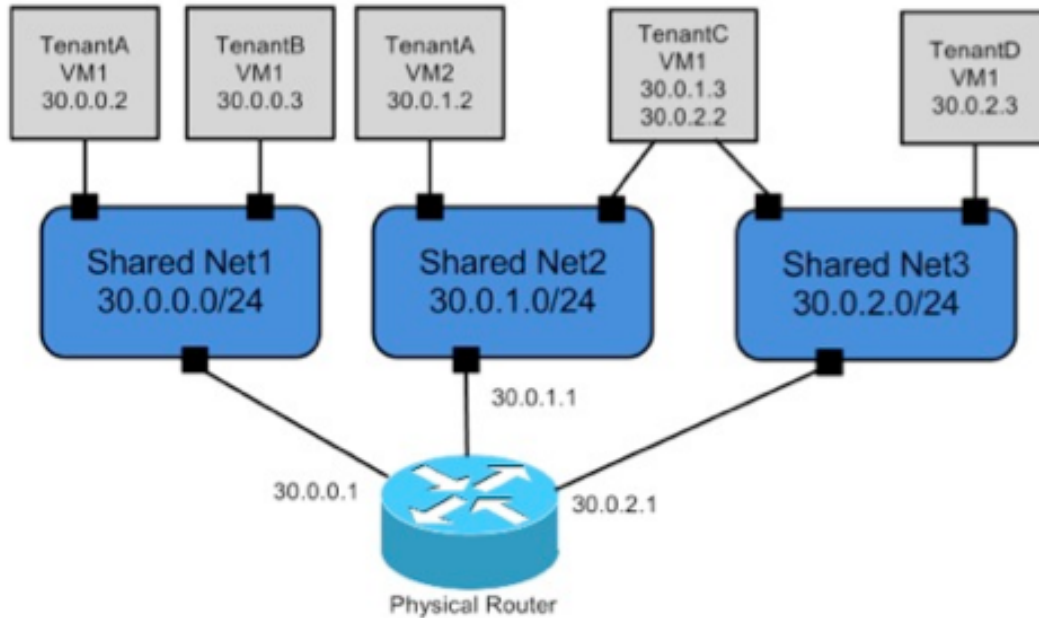 TenantA
VM1
30.0.0.2
TenantB
VM1
30.0.0.3
TenantA
VM2
30.0.1.2
TenantC
VM1
30.0.1.3
30.0.2.2
TenantD
VM1
30.0.2.3
Shared Net1
30.0.0.0/24
Shared Net2
30.0.1.0/24
Shared Net3
30.0.2.0/24
30.0.1.1
30.0.0.1
30.0.2.1
Physical Router